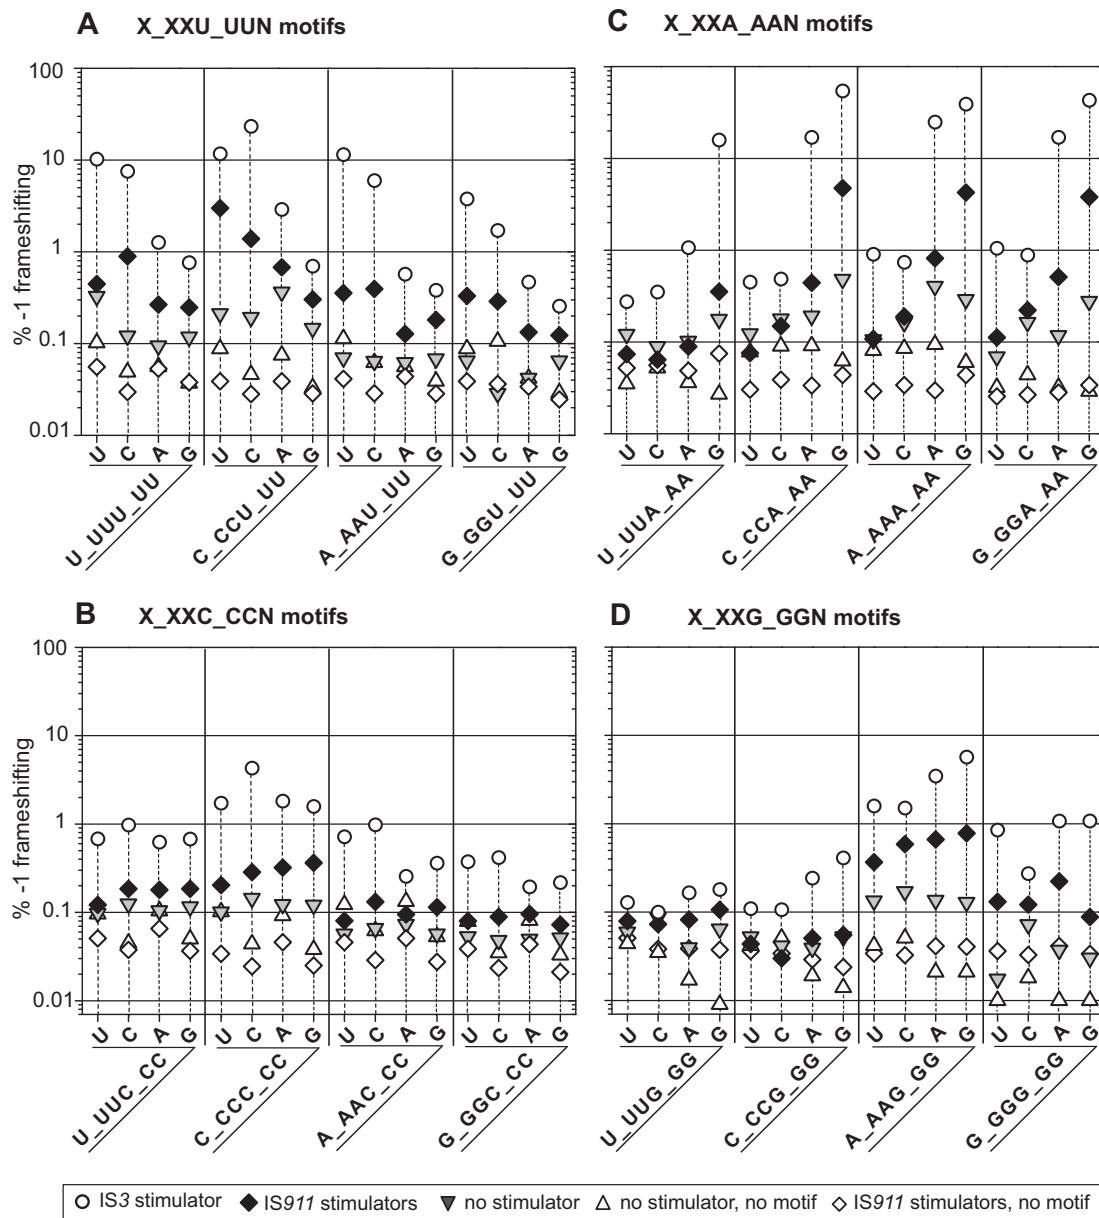 A X_XXU_UUN motifs
100
10
1
0.1
0.01
% -1 frameshifting
U C A G U C A G U C A G U C A G
U_UUU_UU C_CCU_UU A_AAU_UU G_GGU_UU
C X_XXA_AAN motifs
U C A G U C A G U C A G U C A G
U_UUA_AA C_CCA_AA A_AAA_AA G_GGA_AA
B X_XXC_CCN motifs
100
10
1
0.1
0.01
% -1 frameshifting
U C A G U C A G U C A G U C A G
U_UUC_CC C_CCC_CC A_AAC_CC G_GGC_CC
D X_XXG_GGN motifs
U C A G U C A G U C A G U C A G
U_UUG_GG C_CCG_GG A_AAG_GG G_GGG_GG
IS3 stimulator IS911 stimulators no stimulator no stimulator, no motif IS911 stimulators, no motif